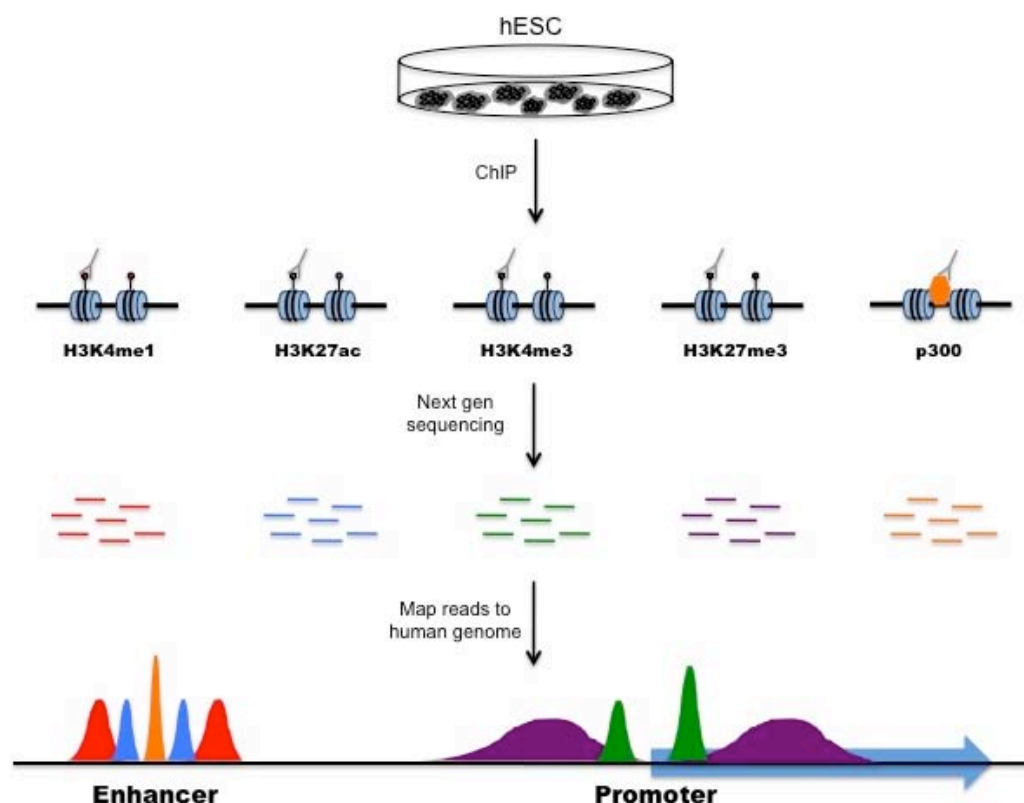 hESC
ChIP
H3K4me1 H3K27ac H3K4me3 H3K27me3 p300
Next gen
sequencing
Map reads to
human genome
Enhancer Promoter